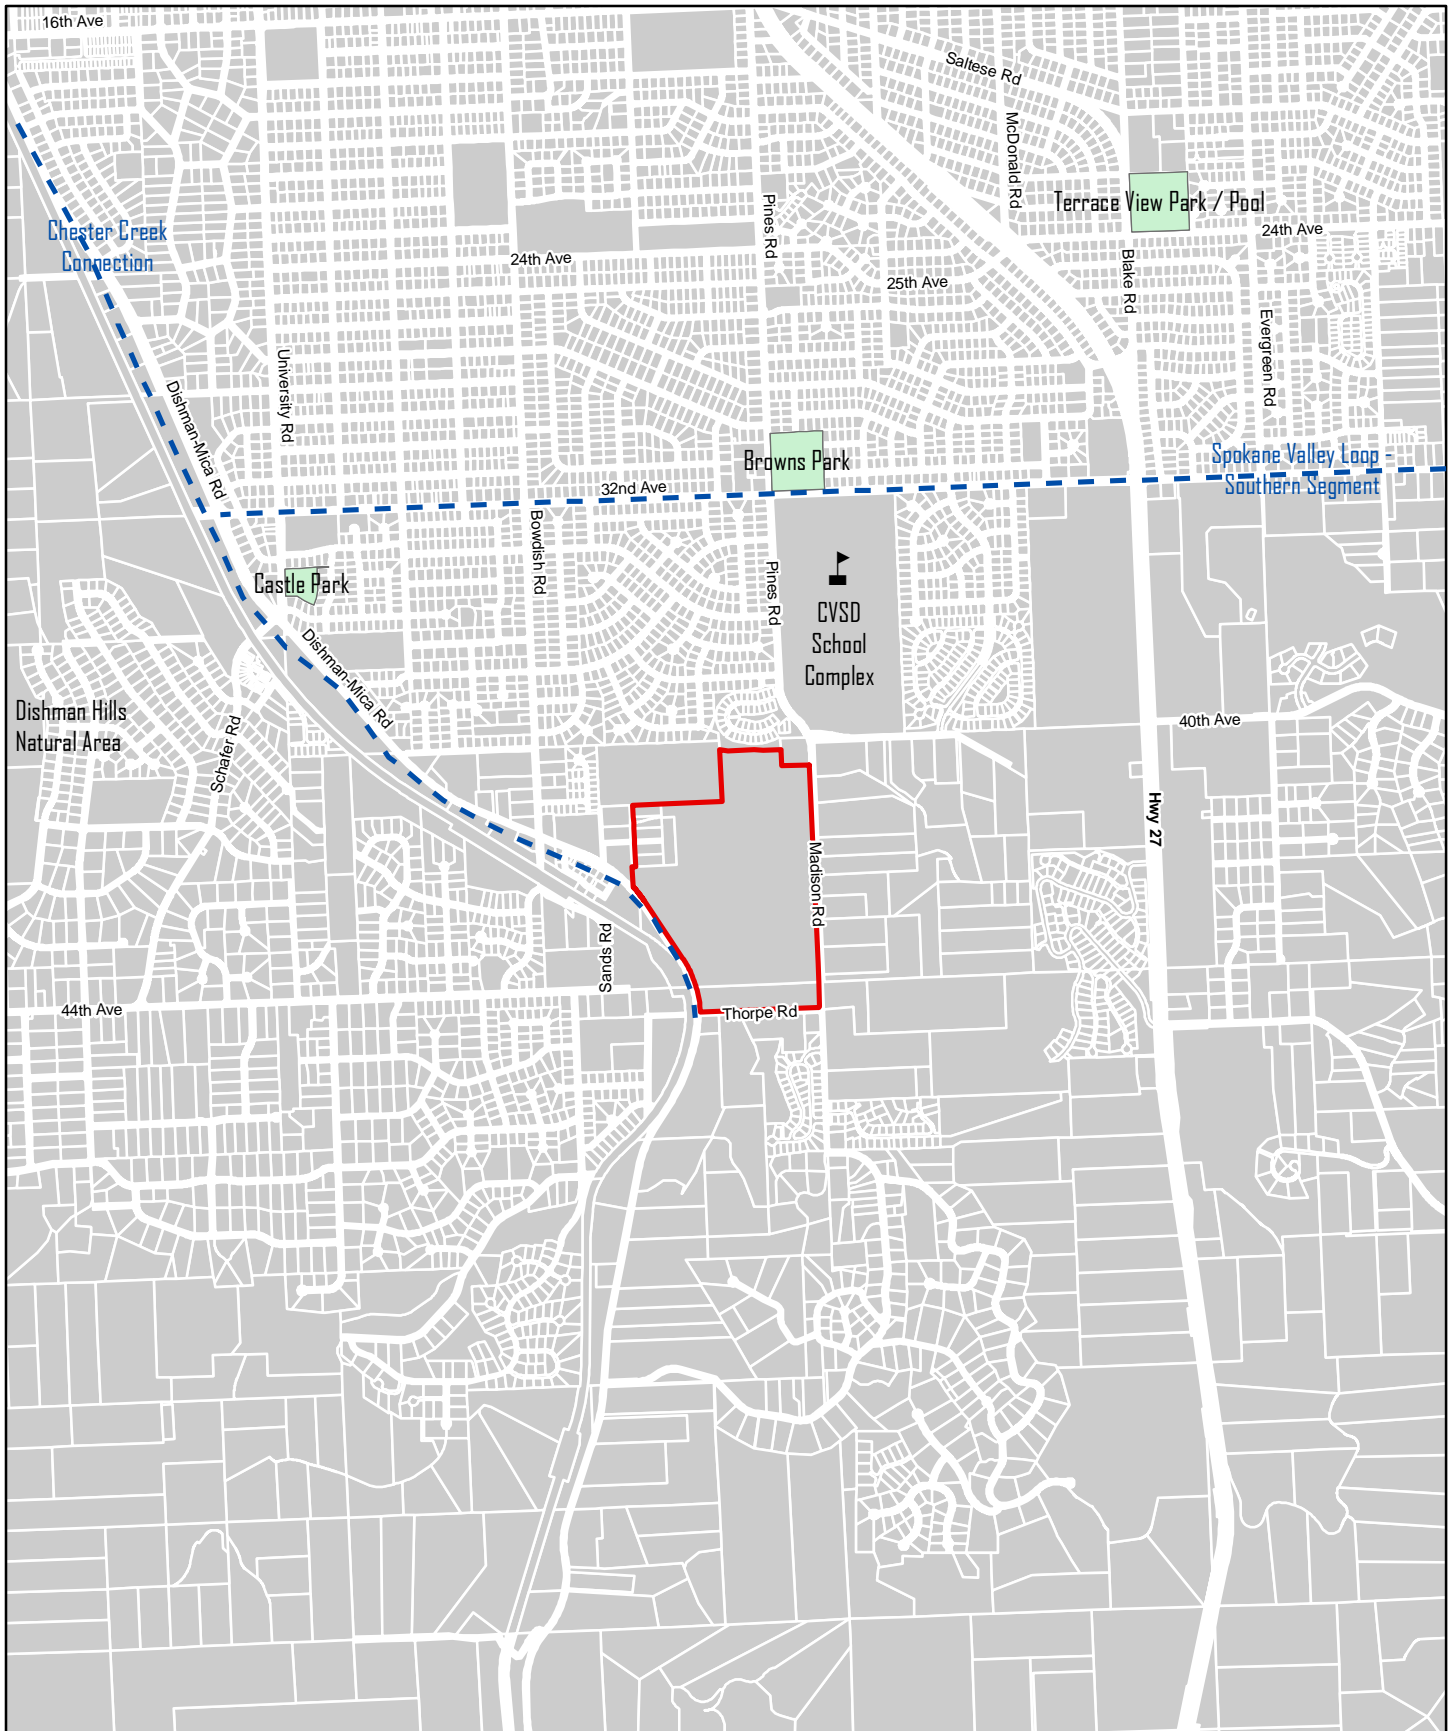 16th Ave
Saltese Rd
McDonald Rd
Terrace View Park / Pool
Pines Rd
Chester Creek
Connection
24th Ave
24th Ave
25th Ave
Blake Rd
Evergreen Rd
University Rd
Dishman-Mica Rd
Browns Park
Spokane Valley Loop -
Southern Segment
32nd Ave
Bowdish Rd
Castle Park
Pines Rd
CVSD
School
Complex
Dishman-Mica Rd
Dishman Hills
Natural Area
Schafer Rd
40th Ave
Hwy 27
Madison Rd
Sands Rd
44th Ave
Thorpe Rd